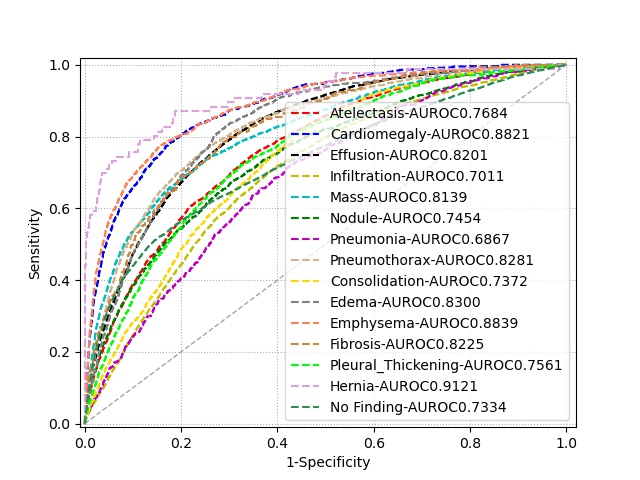 1.0
0.8
0.6
0.4
0.2
0.0
Sensitivity
Atelectasis-AUROC0.7684
Cardiomegaly-AUROC0.8821
Effusion-AUROC0.8201
Infiltration-AUROC0.7011
Mass-AUROC0.8139
Nodule-AUROC0.7454
Pneumonia-AUROC0.6867
Pneumothorax-AUROC0.8281
Consolidation-AUROC0.7372
Edema-AUROC0.8300
Emphysema-AUROC0.8839
Fibrosis-AUROC0.8225
Pleural_Thickening-AUROC0.7561
Hernia-AUROC0.9121
No Finding-AUROC0.7334
0.0 0.2 0.4 0.6 0.8 1.0
1-Specificity